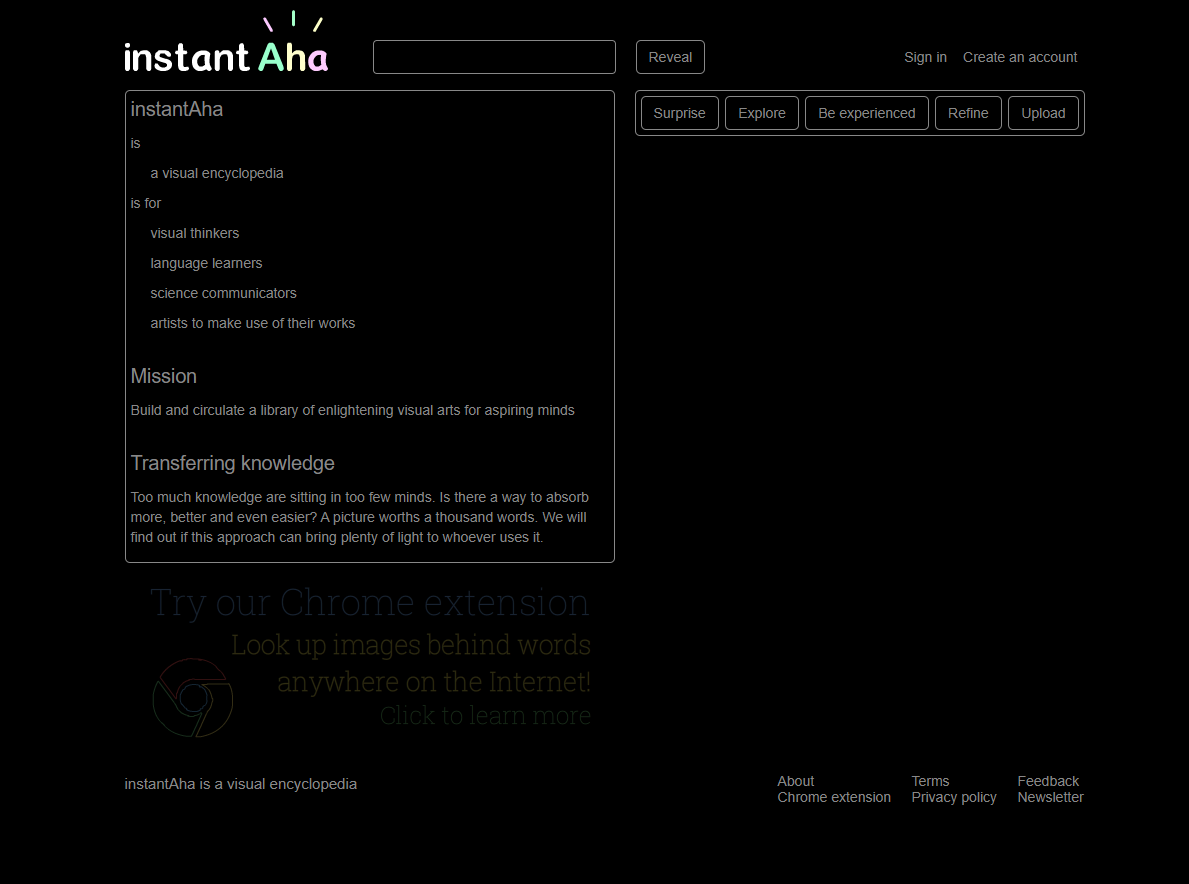 instant Aha
Reveal
Sign in
Create an account
instantAha
is
a visual encyclopedia
is for
visual thinkers
language learners
science communicators
artists to make use of their works
Mission
Build and circulate a library of enlightening visual arts for aspiring minds
Transferring knowledge
Too much knowledge are sitting in too few minds. Is there a way to absorb
more, better and even easier? A picture worths a thousand words. We will
find out if this approach can bring plenty of light to whoever uses it.
Surprise
Explore
Be experienced
Refine
Upload
Try our Chrome extension
Look up images behind words
anywhere on the Internet!
Click to learn more
instantAha is a visual encyclopedia
About
Chrome extension
Terms
Privacy policy
Feedback
Newsletter